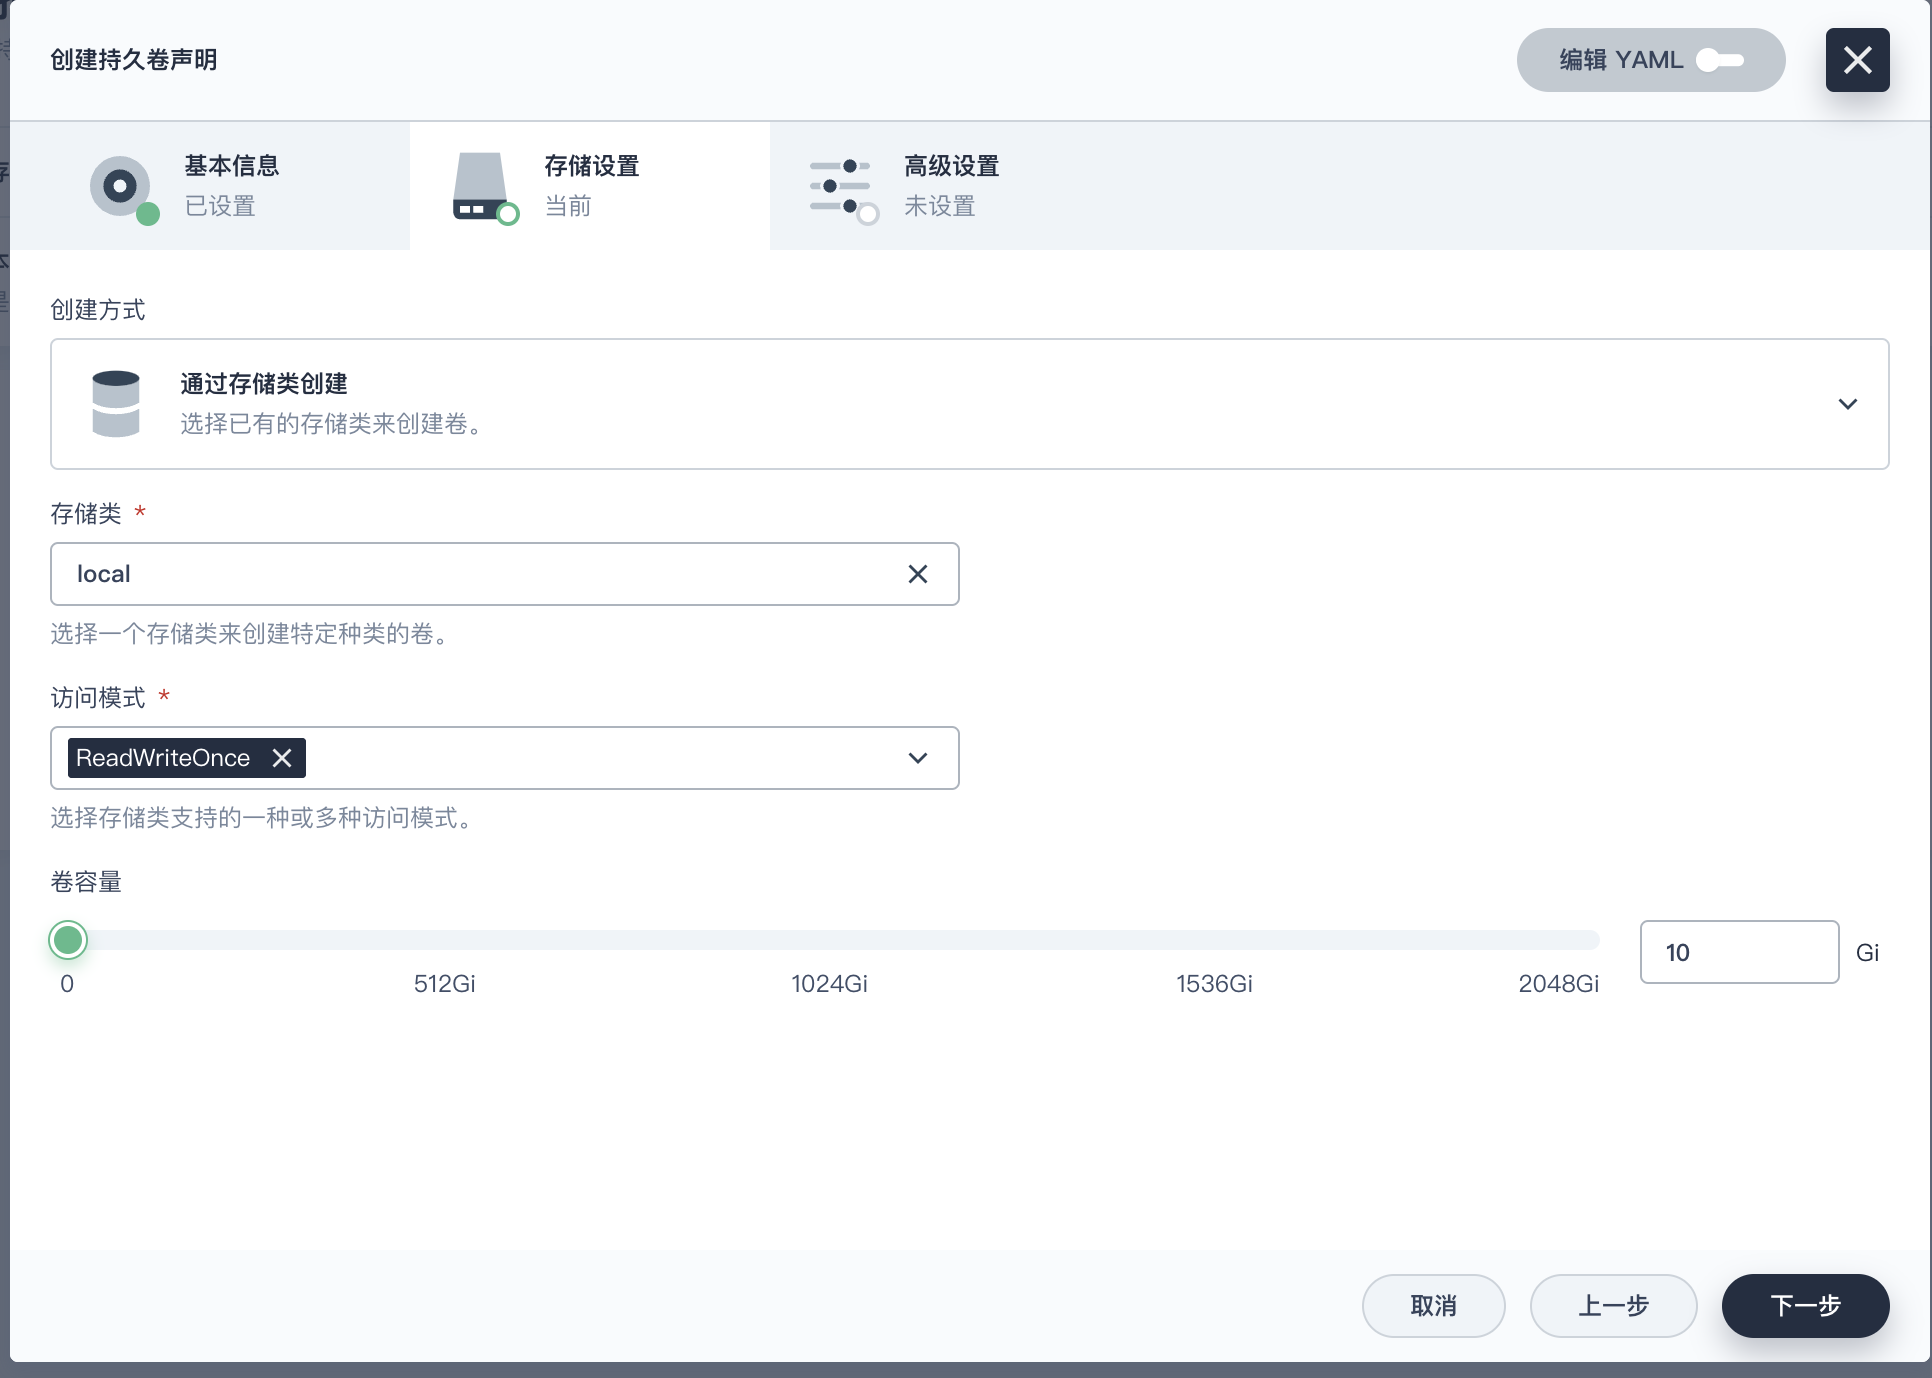 创建持久卷声明
编辑 YAML
基本信息
已设置
存储设置
当前
高级设置
未设置
创建方式
通过存储类创建
选择已有的存储类来创建卷。
存储类 *
local
选择一个存储类来创建特定种类的卷。
访问模式 *
ReadWriteOnce
选择存储类支持的一种或多种访问模式。
卷容量
10 Gi
0 512Gi 1024Gi 1536Gi 2048Gi
取消 上一步 下一步